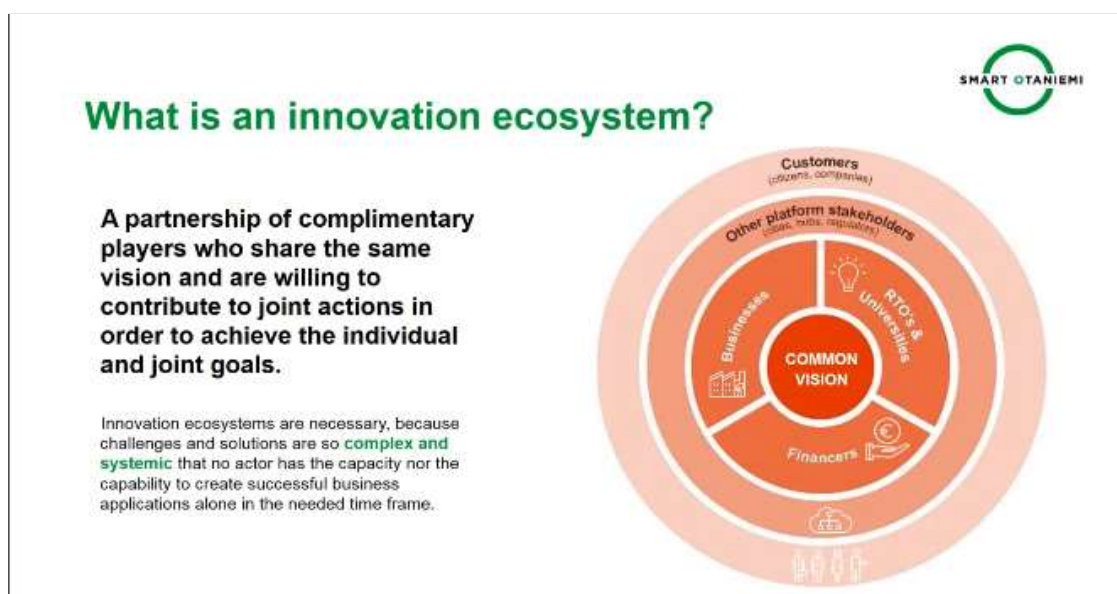 SMART OTANIEMI
What is an innovation ecosystem?
A partnership of complimentary
players who share the same
vision and are willing to
contribute to joint actions in
order to achieve the individual
and joint goals.
Innovation ecosystems are necessary, because
challenges and solutions are so complex and
systemic that no actor has the capacity nor the
capability to create successful business
applications alone in the needed time frame.
Customers
(citizens, companies)
Other platform stakeholders
(cities, hubs, regulators)
Businesses
RTO's &
Universities
COMMON
VISION
Financers